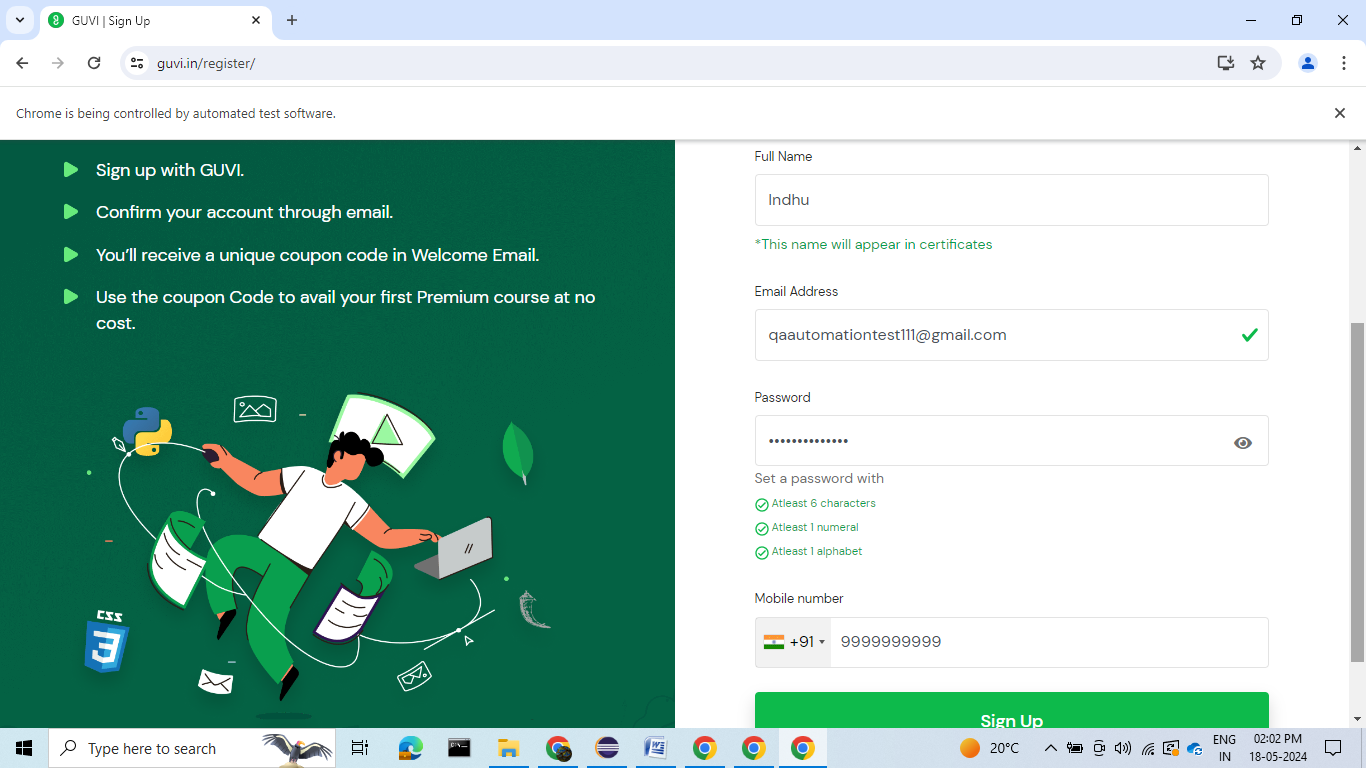 GUVI | Sign Up
guvi.in/register/
Chrome is being controlled by automated test software.
Sign up with GUVI.
Confirm your account through email.
You’ll receive a unique coupon code in Welcome Email.
Use the coupon Code to avail your first Premium course at no
cost.
CSS
3
Full Name
Indhu
*This name will appear in certificates
Email Address
qaautomationtest111@gmail.com
Password
••••••••••••••
Set a password with
Atleast 6 characters
Atleast 1 numeral
Atleast 1 alphabet
Mobile number
+91 9999999999
Sign Up
Type here to search
20°C
ENG
IN
02:02 PM
18-05-2024